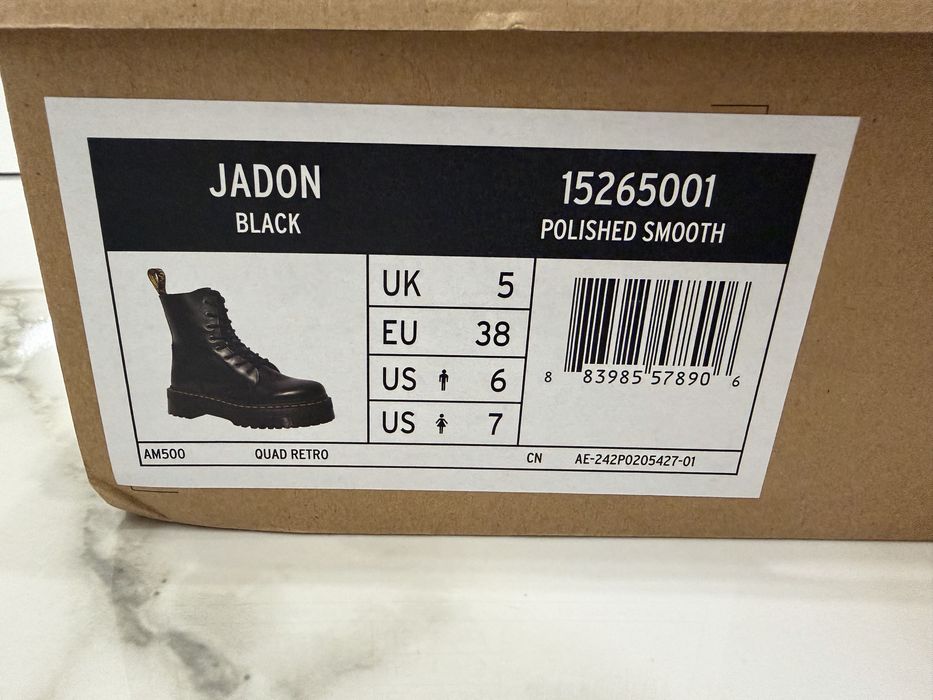 JADON
BLACK
15265001
POLISHED SMOOTH
UK 5
EU 38
US 6
US 7
8 83985 57890 6
AM500 QUAD RETRO CN AE-242P0205427-01